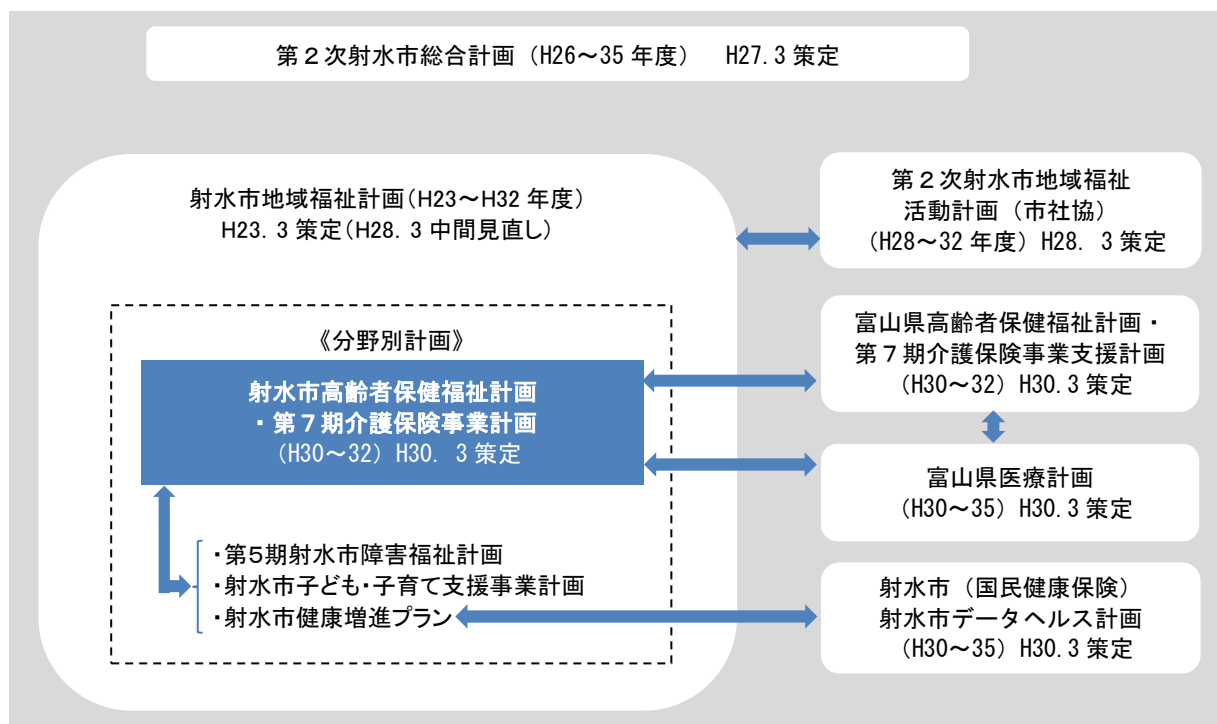 第２次射水市総合計画（H26～35 年度）　H27.3 策定
射水市地域福祉計画(H23～H32 年度)
H23. 3 策定(H28. 3 中間見直し)
《分野別計画》
射水市高齢者保健福祉計画
・第７期介護保険事業計画
（H30～32）H30. 3 策定
・第5期射水市障害福祉計画
・射水市子ども・子育て支援事業計画
・射水市健康増進プラン
第２次射水市地域福祉
活動計画（市社協）
（H28～32 年度）H28. 3 策定
富山県高齢者保健福祉計画・
第７期介護保険事業支援計画
（H30～32）H30.3 策定
富山県医療計画
（H30～35）H30.3 策定
射水市（国民健康保険）
射水市データヘルス計画
（H30～35）H30.3 策定